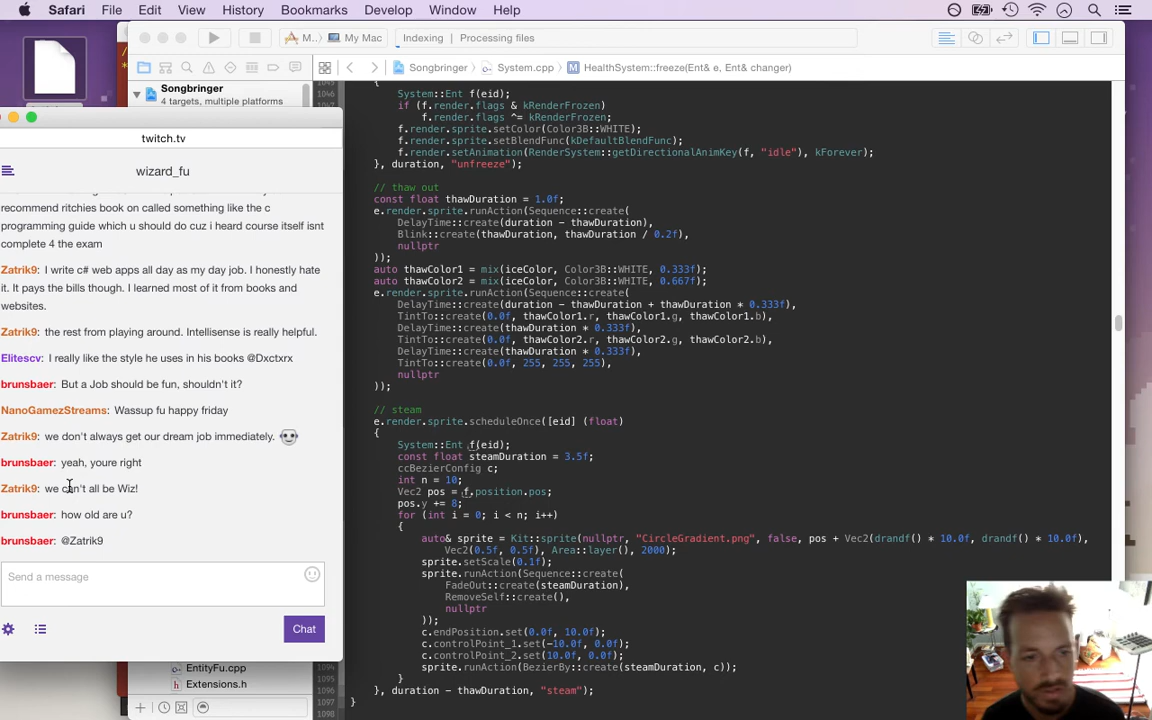 Safari File Edit View History Bookmarks Develop Window Help
M.. My Mac
Indexing | Processing files
Songbringer
4 targets, multiple platforms
Songbringer System.cpp M HealthSystem::freeze(Ent& e, Ent& changer)
twitch.tv
wizard_fu
recommend ritchies book on called something like the c
programming guide which u should do cuz i heard course itself isnt
complete 4 the exam
Zatrik9: I write c# web apps all day as my day job. I honestly hate
it. It pays the bills though. I learned most of it from books and
websites.
Zatrik9: the rest from playing around. Intellisense is really helpful.
Elitescv: I really like the style he uses in his books @Dxctxrx
brunsbaer: But a Job should be fun, shouldn't it?
NanoGamezStreams: Wassup fu happy friday
Zatrik9: we don't always get our dream job immediately.
brunsbaer: yeah, youre right
Zatrik9: we can't all be Wiz!
brunsbaer: how old are u?
brunsbaer: @Zatrik9
Send a message
Chat
EntityFu.cpp
Extensions.h
{
1046 System::Ent f(eid);
1047 if (f.render.flags & kRenderFrozen)
1048 f.render.flags ^= kRenderFrozen;
1049 f.render.sprite.setColor(Color3B::WHITE);
1050 f.render.sprite.setBlendFunc(kDefaultBlendFunc);
1051 f.render.setAnimation(RenderSystem::getDirectionalAnimKey(f, "idle"), kForever);
}, duration, "unfreeze");
// thaw out
const float thawDuration = 1.0f;
e.render.sprite.runAction(Sequence::create(
DelayTime::create(duration - thawDuration),
Blink::create(thawDuration, thawDuration / 0.2f),
nullptr
));
auto thawColor1 = mix(iceColor, Color3B::WHITE, 0.333f);
auto thawColor2 = mix(iceColor, Color3B::WHITE, 0.667f);
e.render.sprite.runAction(Sequence::create(
DelayTime::create(duration - thawDuration + thawDuration * 0.333f),
TintTo::create(0.0f, thawColor1.r, thawColor1.g, thawColor1.b),
DelayTime::create(thawDuration * 0.333f),
TintTo::create(0.0f, thawColor2.r, thawColor2.g, thawColor2.b),
DelayTime::create(thawDuration * 0.333f),
TintTo::create(0.0f, 255, 255, 255),
nullptr
));
// steam
e.render.sprite.scheduleOnce([eid] (float)
{
System::Ent f(eid);
const float steamDuration = 3.5f;
ccBezierConfig c;
int n = 10;
Vec2 pos = f.position.pos;
pos.y += 8;
for (int i = 0; i < n; i++)
{
auto& sprite = Kit::sprite(nullptr, "CircleGradient.png", false, pos + Vec2(drandf() * 10.0f, drandf() * 10.0f),
Vec2(0.5f, 0.5f), Area::layer(), 2000);
sprite.setScale(0.1f);
sprite.runAction(Sequence::create(
FadeOut::create(steamDuration),
RemoveSelf::create(),
nullptr
));
c.endPosition.set(0.0f, 10.0f);
c.controlPoint_1.set(-10.0f, 0.0f);
c.controlPoint_2.set(10.0f, 0.0f);
sprite.runAction(BezierBy::create(steamDuration, c));
1094 }
1095
1096 }, duration - thawDuration, "steam");
1097 }
1098